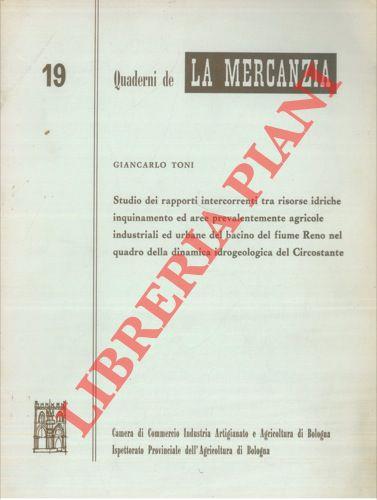 19
Quaderni de LA MERCANZIA
GIANCARLO TONI
Studio dei rapporti intercorrenti tra risorse idriche
inquinamento ed aree prevalentemente agricole
industriali ed urbane del bacino del fiume Reno nel
quadro della dinamica idrogeologica del Circostante
LIBRERIA PIANI
Camera di Commercio Industria Artigianato e Agricoltura di Bologna
Ispettorato Provinciale dell'Agricoltura di Bologna